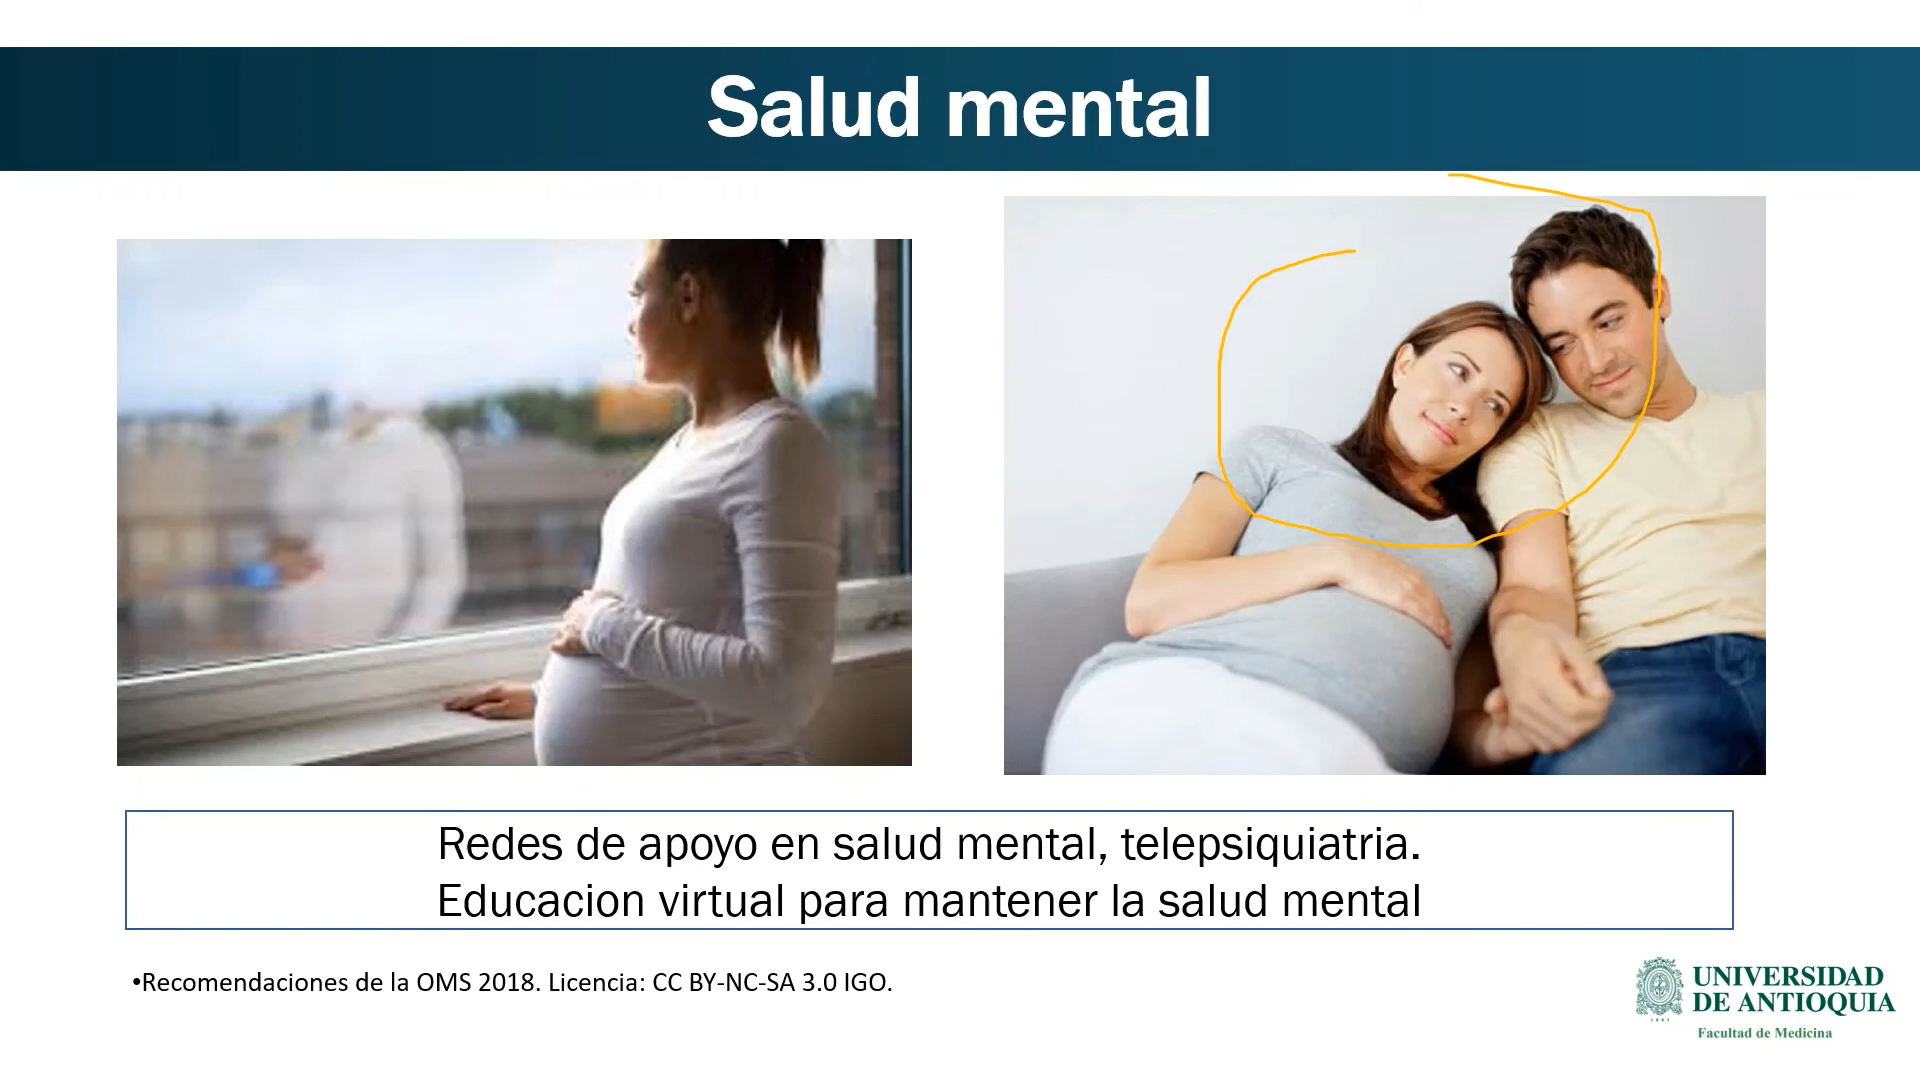 Salud mental
Redes de apoyo en salud mental, telepsiquiatria.
Educacion virtual para mantener la salud mental
•Recomendaciones de la OMS 2018. Licencia: CC BY-NC-SA 3.0 IGO.
UNIVERSIDAD
DE ANTIOQUIA
Facultad de Medicina